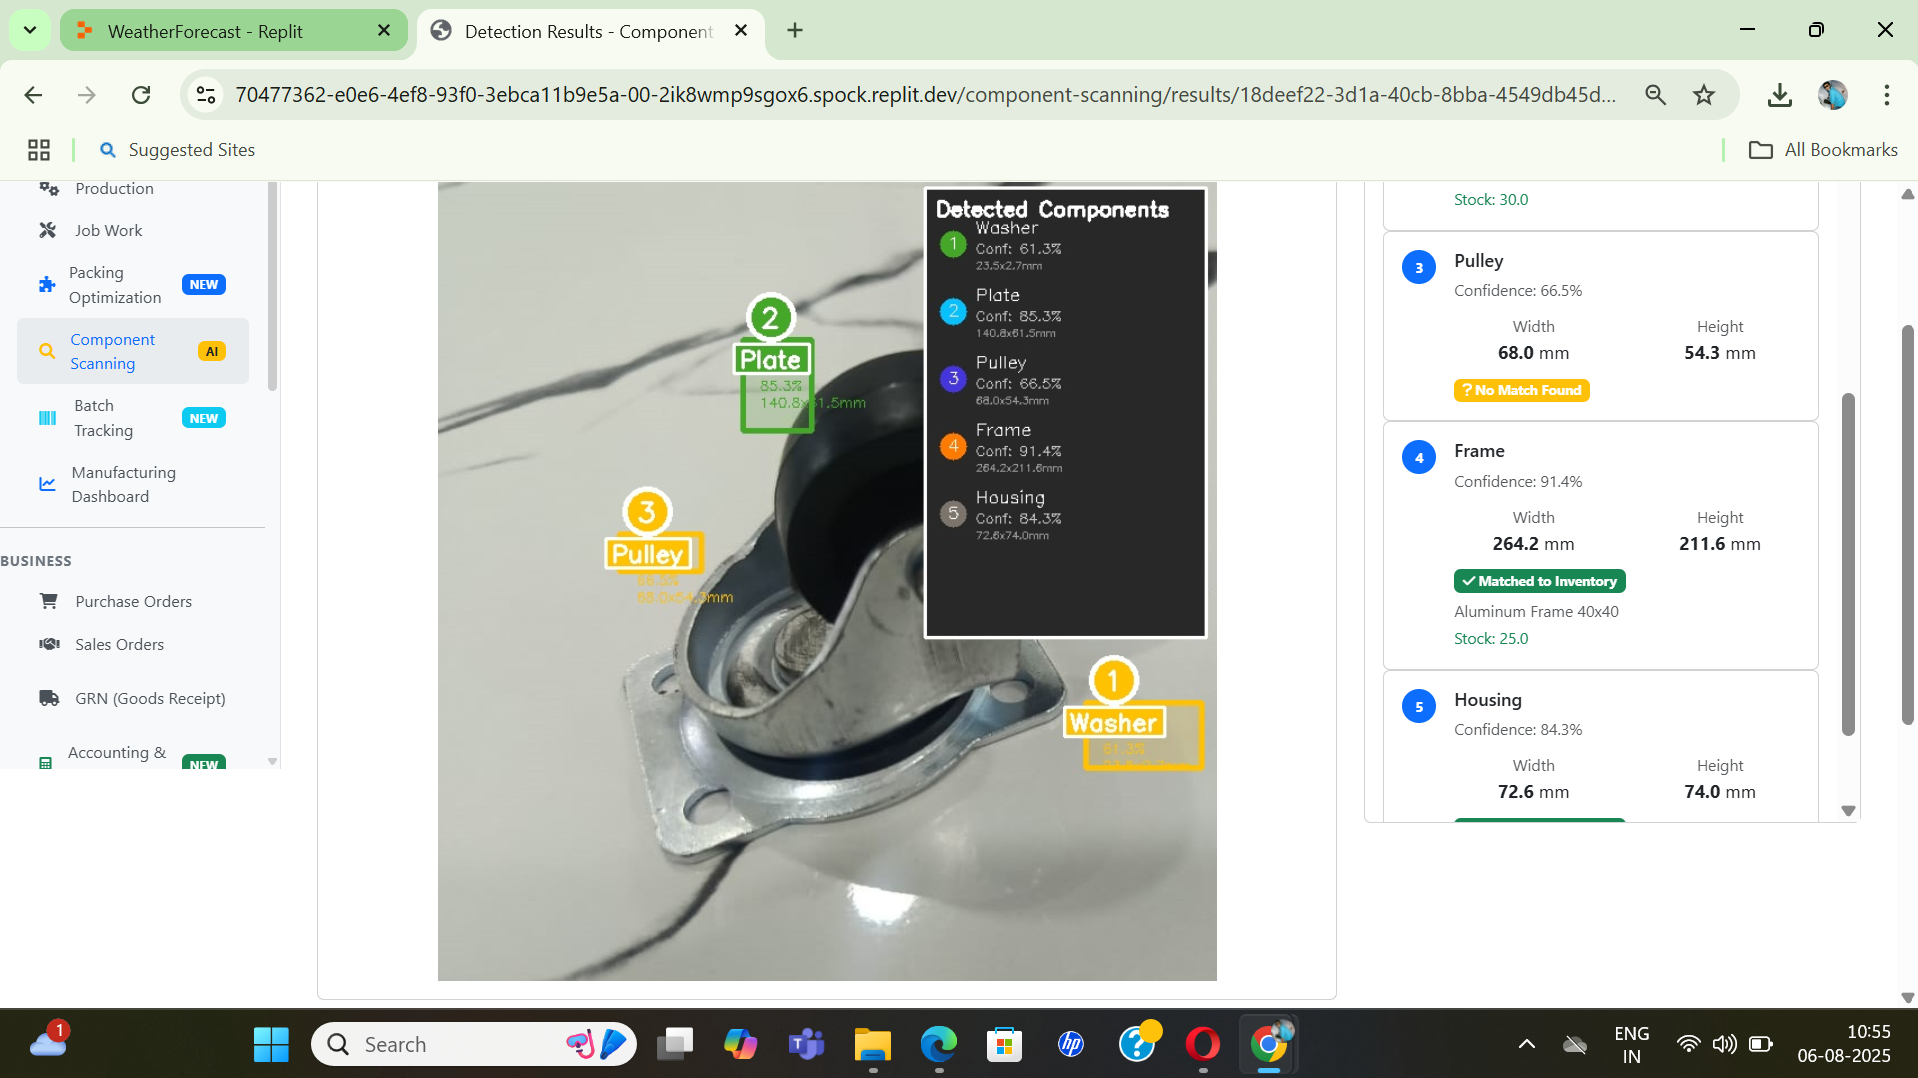 WeatherForecast - Replit
Detection Results - Component
70477362-e0e6-4ef8-93f0-3ebca11b9e5a-00-2ik8wmp9sgox6.spock.replit.dev/component-scanning/results/18deef22-3d1a-40cb-8bba-4549db45d...
Suggested Sites
All Bookmarks
Production
Job Work
Packing
Optimization
NEW
Component
Scanning
AI
Batch
Tracking
NEW
Manufacturing
Dashboard
BUSINESS
Purchase Orders
Sales Orders
GRN (Goods Receipt)
Accounting &
NEW
2
Plate
85.3%
140.8x61.5mm
3
Pulley
66.5%
68.0x54.3mm
1
Washer
61.3%
Detected Components
1
Washer
Conf: 61.3%
23.5x2.7mm
2
Plate
Conf: 85.3%
140.8x61.5mm
3
Pulley
Conf: 66.5%
68.0x54.3mm
4
Frame
Conf: 91.4%
264.2x211.6mm
5
Housing
Conf: 84.3%
72.6x74.0mm
Stock: 30.0
3
Pulley
Confidence: 66.5%
Width Height
68.0 mm 54.3 mm
? No Match Found
4
Frame
Confidence: 91.4%
Width Height
264.2 mm 211.6 mm
Matched to Inventory
Aluminum Frame 40x40
Stock: 25.0
5
Housing
Confidence: 84.3%
Width Height
72.6 mm 74.0 mm
1
Search
hp
ENG
IN
10:55
06-08-2025